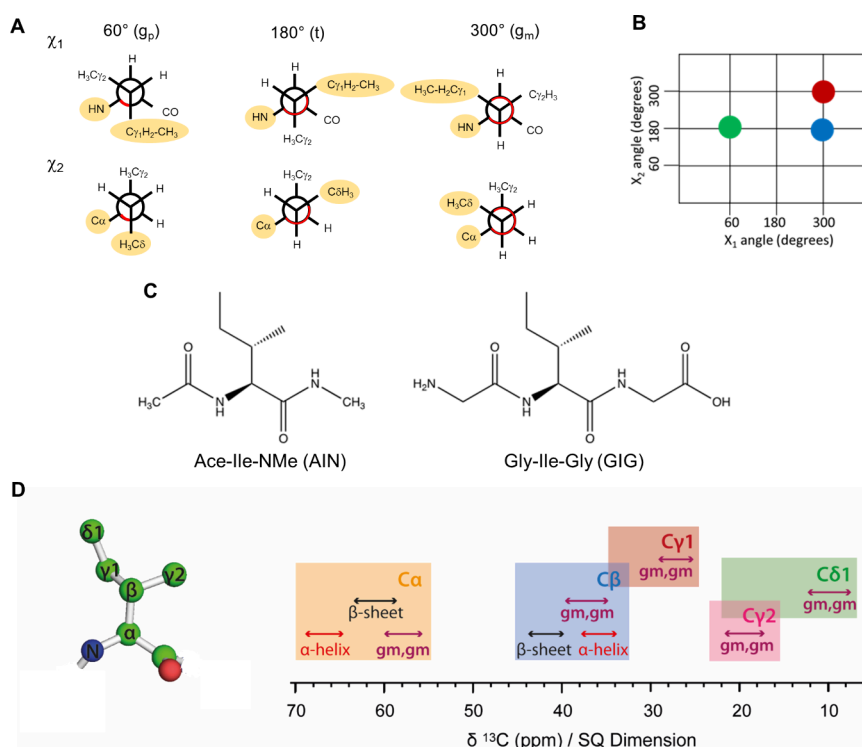 A
χ1
60° (gp)
180° (t)
300° (gm)
H
H3Cγ2
H
HN
CO
Cγ1H2-CH3
H
H
Cγ1H2-CH3
HN
CO
H3Cγ2
H
H3C-H2Cγ1
Cγ2H3
HN
CO
H
χ2
H3Cγ2
H
H
Cα
H
H3Cδ
H3Cγ2
H
CδH3
Cα
H
H
H3Cγ2
H3Cδ
H
Cα
H
H
B
X2 angle (degrees)
300
180
60
60
180
300
X1 angle (degrees)
C
O
H3C
N
H
O
H
N
CH3
Ace-Ile-NMe (AIN)
H2N
O
N
H
O
H
N
O
OH
Gly-Ile-Gly (GIG)
D
δ1
γ1
γ2
β
α
N
Cα
β-sheet
α-helix
gm,gm
Cβ
gm,gm
β-sheet
α-helix
Cγ1
gm,gm
Cγ2
gm,gm
Cδ1
gm,gm
70 60 50 40 30 20 10
δ 13C (ppm) / SQ Dimension